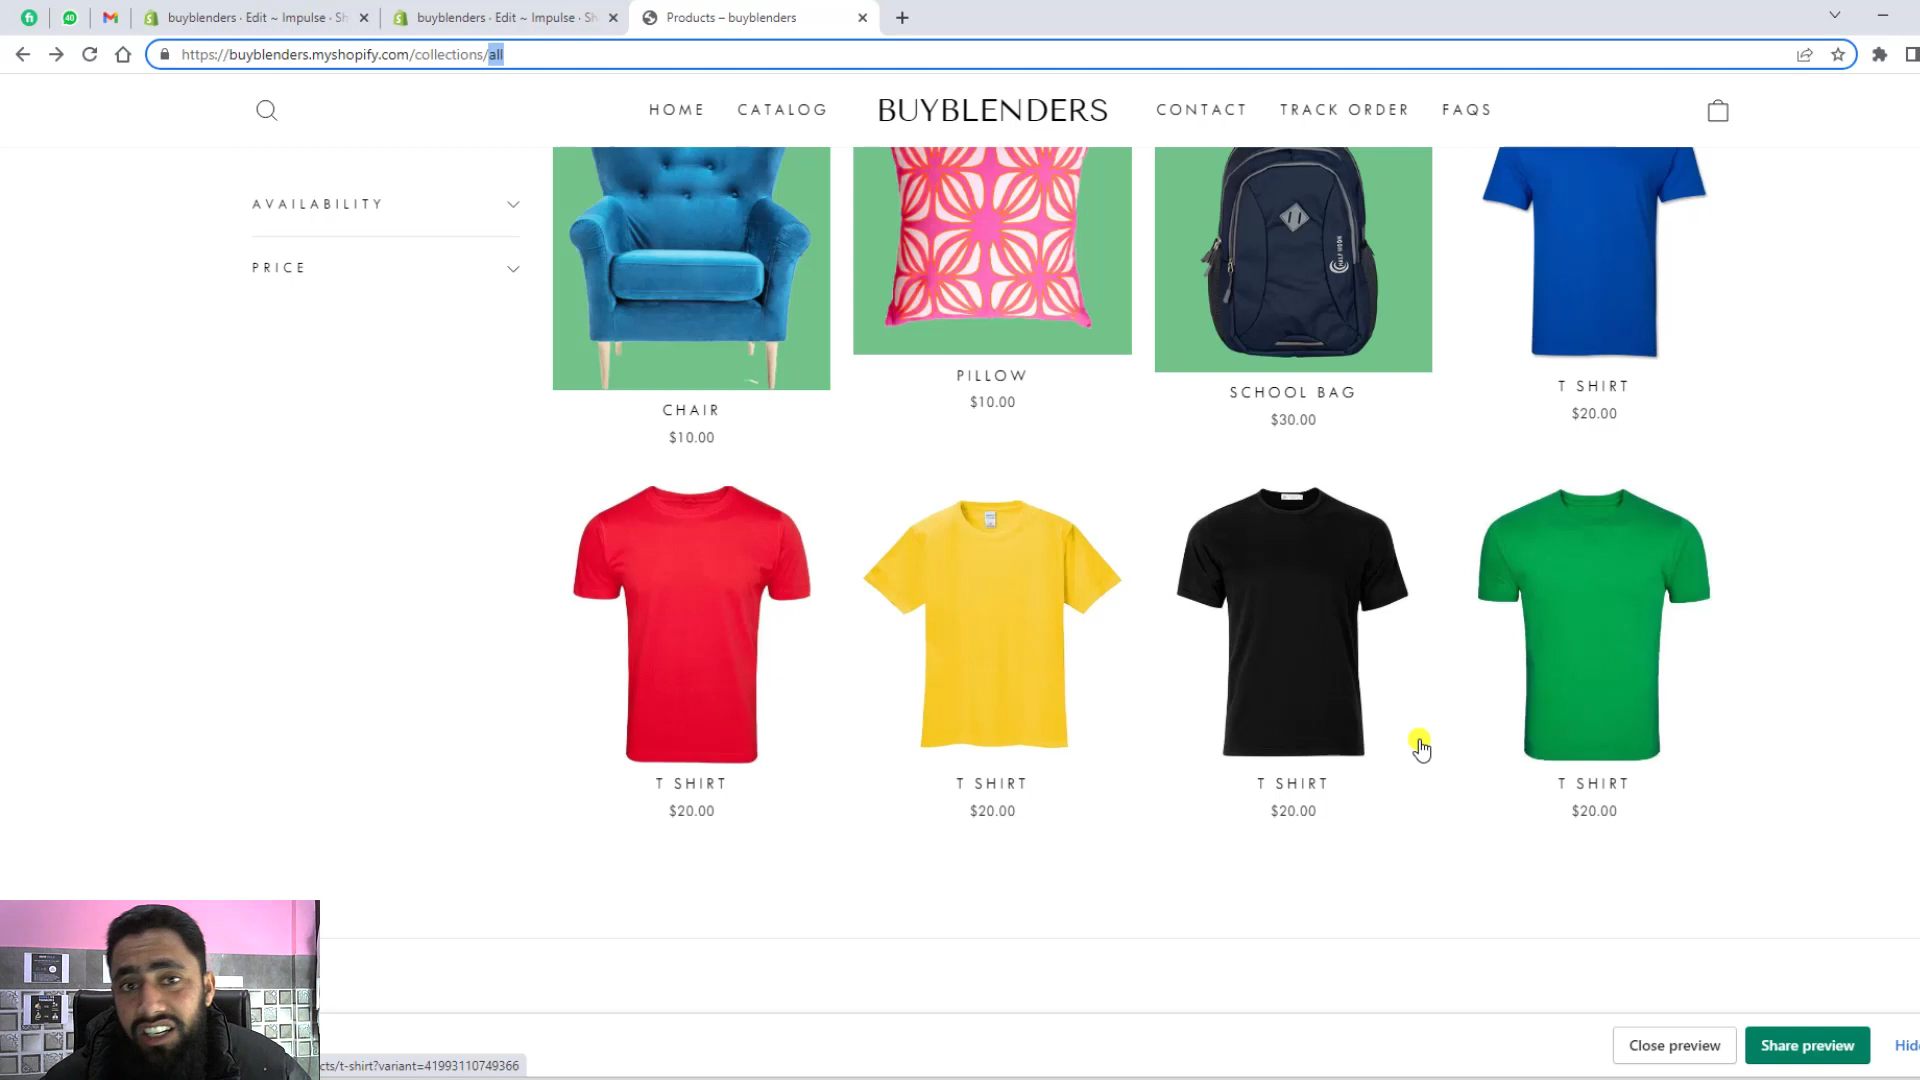 buyblenders · Edit ~ Impulse · Sh
buyblenders · Edit ~ Impulse · Sh
Products – buyblenders
https://buyblenders.myshopify.com/collections/all
HOME
CATALOG
BUYBLENDERS
CONTACT
TRACK ORDER
FAQS
AVAILABILITY
PRICE
CHAIR
$10.00
PILLOW
$10.00
SCHOOL BAG
$30.00
T SHIRT
$20.00
T SHIRT
$20.00
T SHIRT
$20.00
T SHIRT
$20.00
T SHIRT
$20.00
cts/t-shirt?variant=41993110749366
Close preview
Share preview
Hid